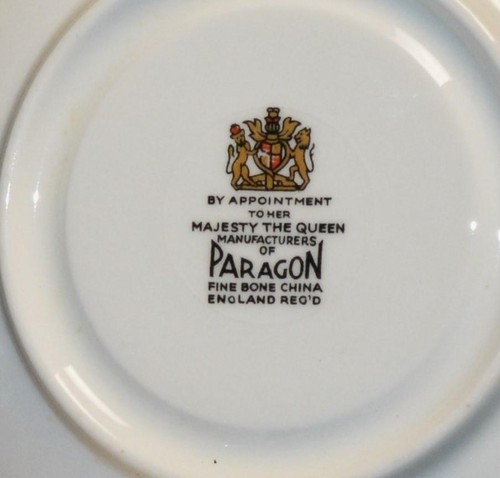 BY APPOINTMENT
TO HER
MAJESTY THE QUEEN
MANUFACTURERS
OF
PARAGON
FINE BONE CHINA
ENGLAND REG'D